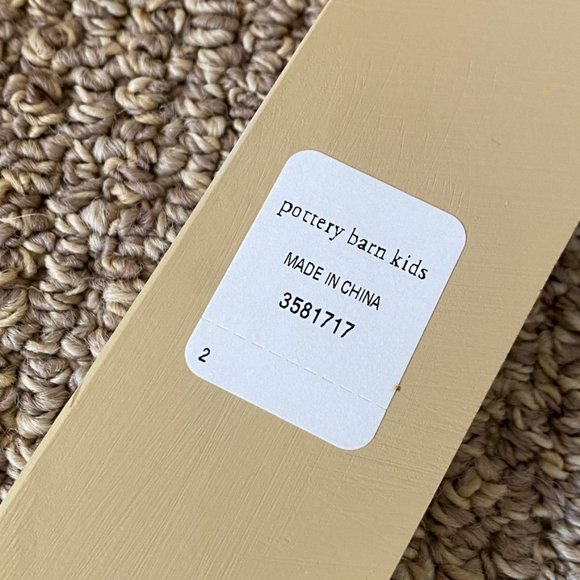 pottery barn kids
MADE IN CHINA
3581717
2